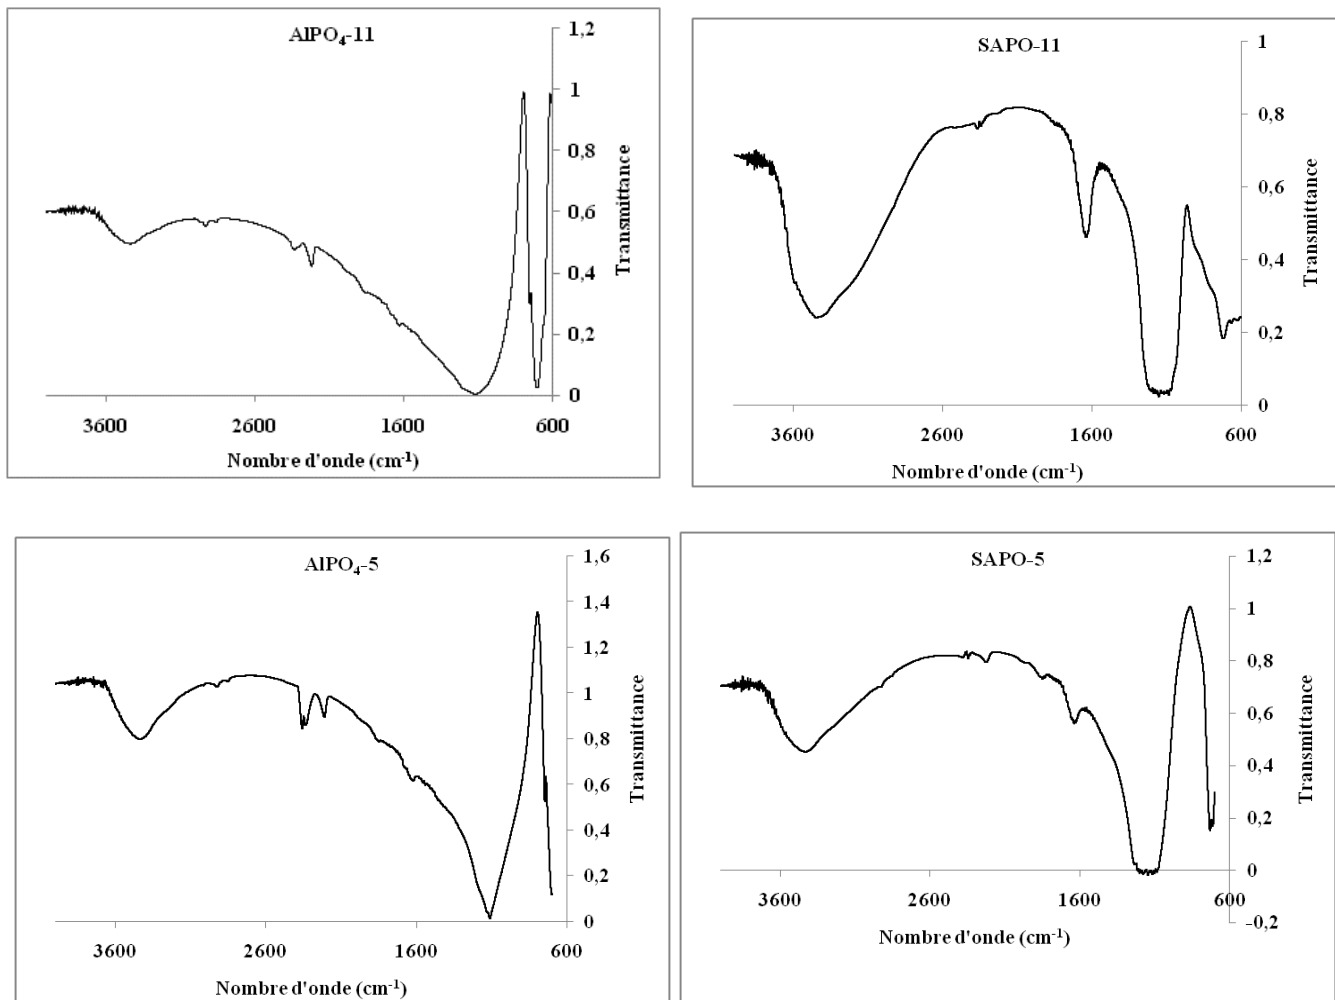 AlPO4-11
1,2
1
0,8
0,6
0,4
0,2
0
Transmittance
3600 2600 1600 600
Nombre d'onde (cm-1)
SAPO-11
1
0,8
0,6
0,4
0,2
0
Transmittance
3600 2600 1600 600
Nombre d'onde (cm-1)
AlPO4-5
1,6
1,4
1,2
1
0,8
0,6
0,4
0,2
0
Transmittance
3600 2600 1600 600
Nombre d'onde (cm-1)
SAPO-5
1,2
1
0,8
0,6
0,4
0,2
0
-0,2
Transmittance
3600 2600 1600 600
Nombre d'onde (cm-1)